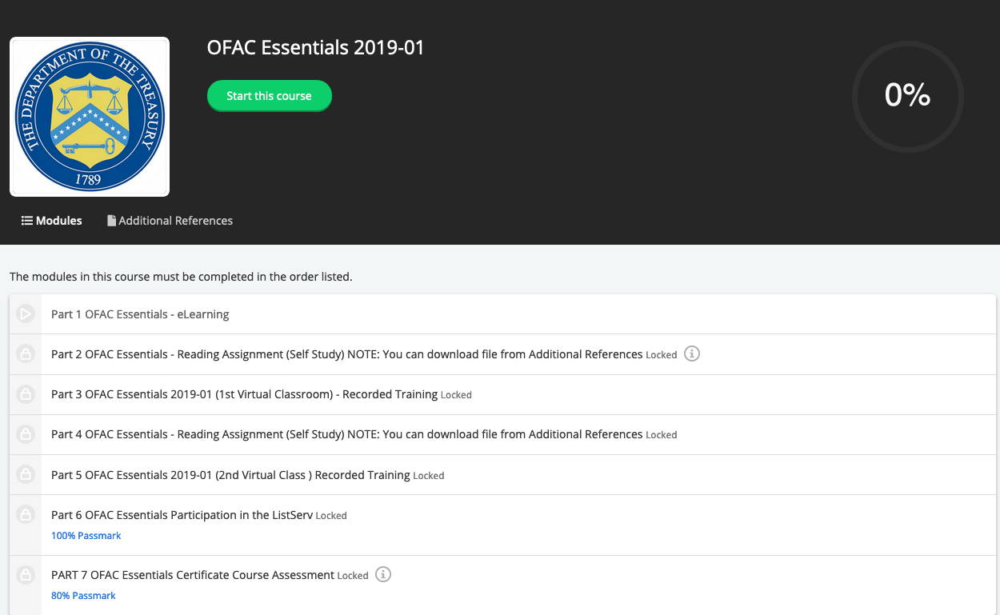 THE DEPARTMENT OF THE TREASURY
1789
OFAC Essentials 2019-01
Start this course
0%
Modules
Additional References
The modules in this course must be completed in the order listed.
Part 1 OFAC Essentials - eLearning
Part 2 OFAC Essentials - Reading Assignment (Self Study) NOTE: You can download file from Additional References Locked
Part 3 OFAC Essentials 2019-01 (1st Virtual Classroom) - Recorded Training Locked
Part 4 OFAC Essentials - Reading Assignment (Self Study) NOTE: You can download file from Additional References Locked
Part 5 OFAC Essentials 2019-01 (2nd Virtual Class ) Recorded Training Locked
Part 6 OFAC Essentials Participation in the ListServ Locked
100% Passmark
PART 7 OFAC Essentials Certificate Course Assessment Locked
80% Passmark